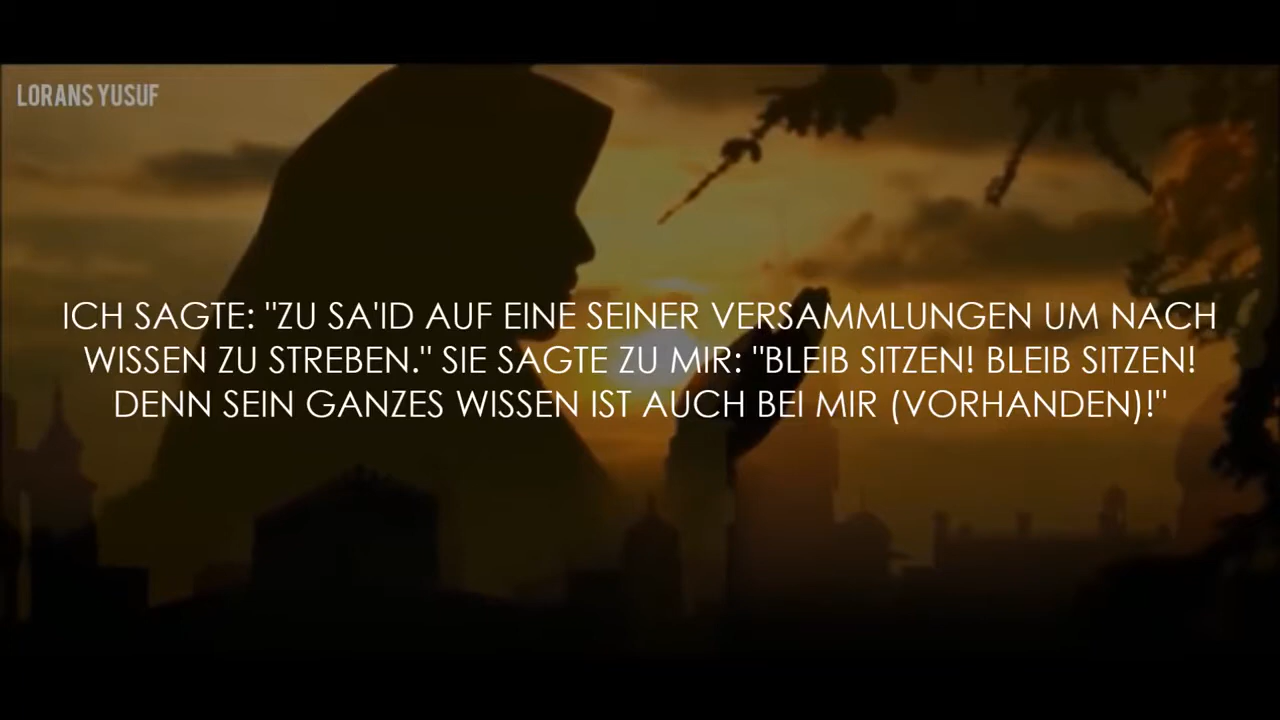 LORANS YUSUF
ICH SAGTE: "ZU SA'ID AUF EINE SEINER VERSAMMLUNGEN UM NACH
WISSEN ZU STREBEN." SIE SAGTE ZU MIR: "BLEIB SITZEN! BLEIB SITZEN!
DENN SEIN GANZES WISSEN IST AUCH BEI MIR (VORHANDEN)!"